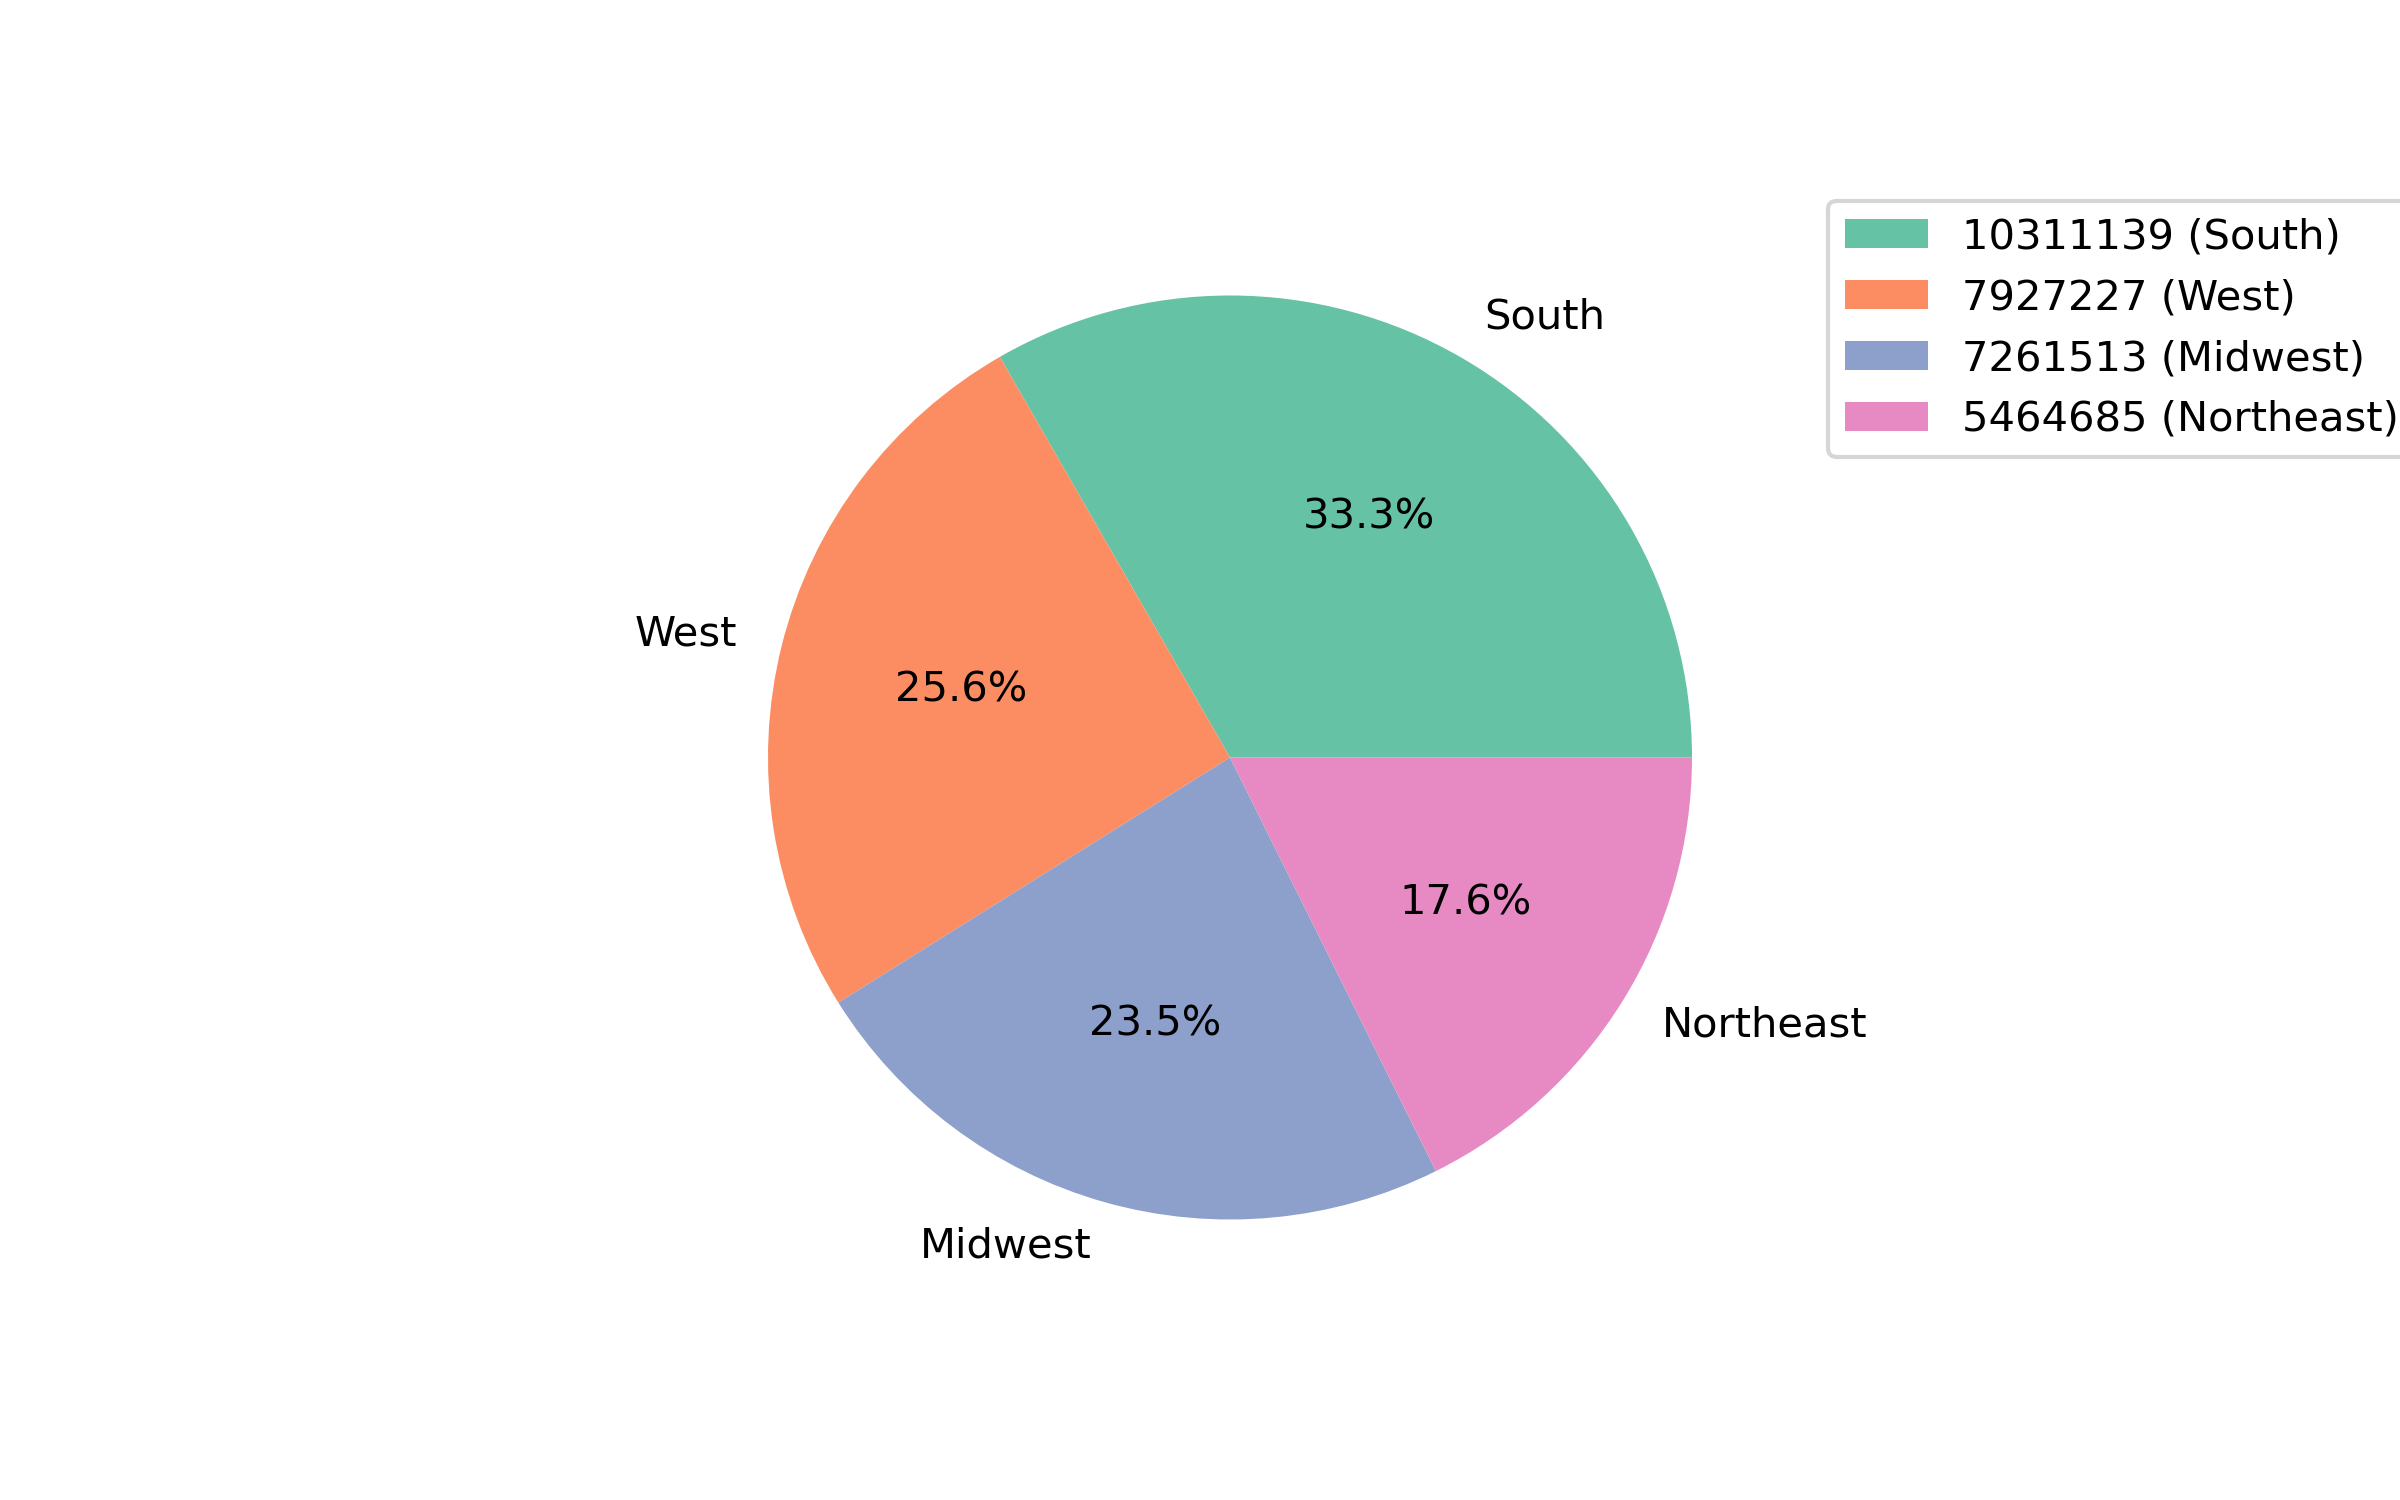 10311139 (South)
7927227 (West)
7261513 (Midwest)
5464685 (Northeast)
South
33.3%
West
25.6%
17.6%
23.5%
Northeast
Midwest